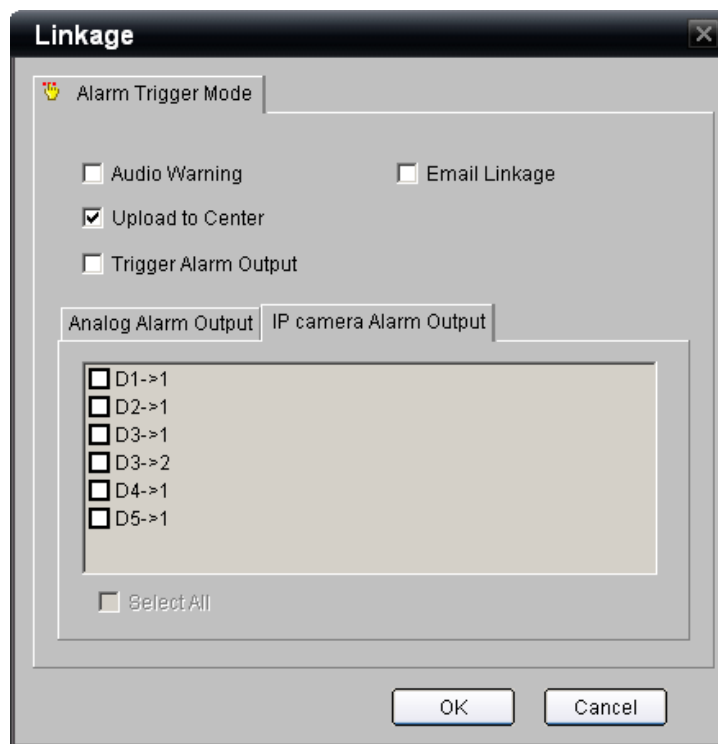 Linkage
Alarm Trigger Mode
Audio Warning Email Linkage
Upload to Center
Trigger Alarm Output
Analog Alarm Output IP camera Alarm Output
D1->1
D2->1
D3->1
D3->2
D4->1
D5->1
Select All
OK Cancel